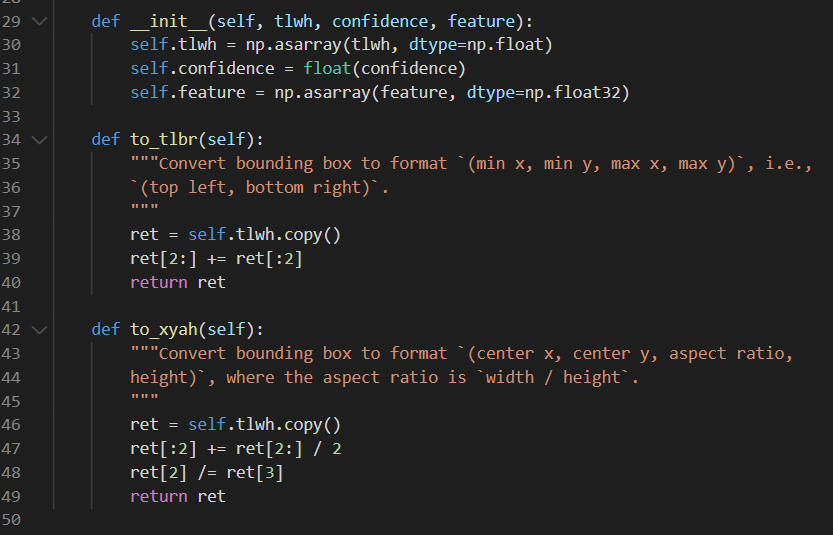 29 def __init__(self, tlwh, confidence, feature):
30 self.tlwh = np.asarray(tlwh, dtype=np.float)
31 self.confidence = float(confidence)
32 self.feature = np.asarray(feature, dtype=np.float32)
33
34 def to_tlbr(self):
35 """Convert bounding box to format `(min x, min y, max x, max y)`, i.e.,
36 `(top left, bottom right)`.
37 """
38 ret = self.tlwh.copy()
39 ret[2:] += ret[:2]
40 return ret
41
42 def to_xyah(self):
43 """Convert bounding box to format `(center x, center y, aspect ratio,
44 height)`, where the aspect ratio is `width / height`.
45 """
46 ret = self.tlwh.copy()
47 ret[:2] += ret[2:] / 2
48 ret[2] /= ret[3]
49 return ret
50